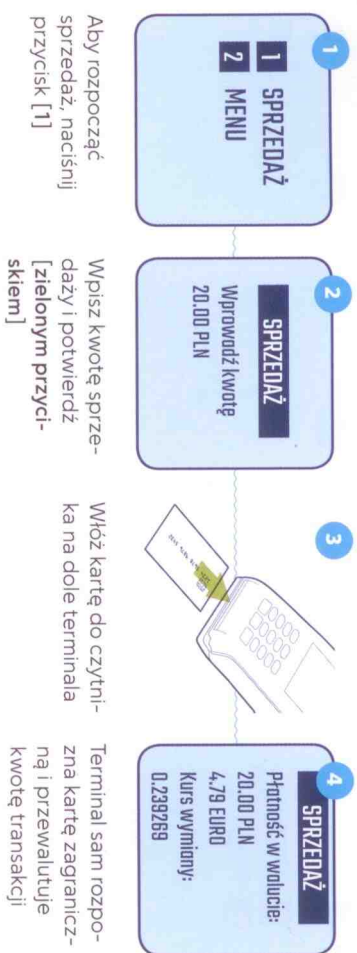 1
1 SPRZEDAŻ
2 MENU
Aby rozpocząć
sprzedaż, naciśnij
przycisk [1]
2
SPRZEDAŻ
Wprowadź kwotę
20.00 PLN
Wpisz kwotę sprze-
daży i potwierdź
[zielonym przyci-
skiem]
3
Włóż kartę do czytni-
ka na dole terminala
4
SPRZEDAŻ
Płatność w walucie:
20.00 PLN
4.79 EURO
Kurs wymiany:
0.239269
Terminal sam rozpo-
zna kartę zagranicz-
ną i przewalutuje
kwotę transakcji